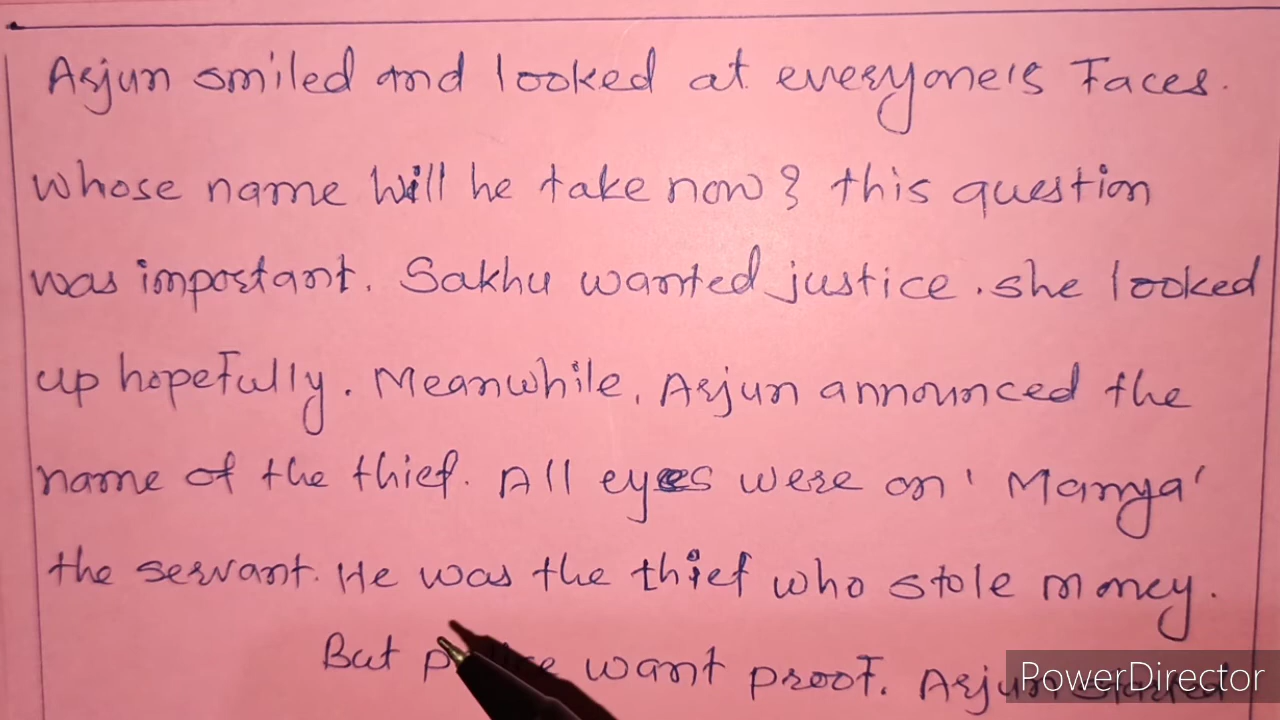 Arjun smiled and looked at everyone's Faces.
whose name will he take now? this question
was important. Sakhu wanted justice. she looked
up hopefully. Meanwhile, Arjun announced the
name of the thief. All eyes were on 'Manya'
the servant. He was the thief who stole money.
But police want proof. Arjun
PowerDirector